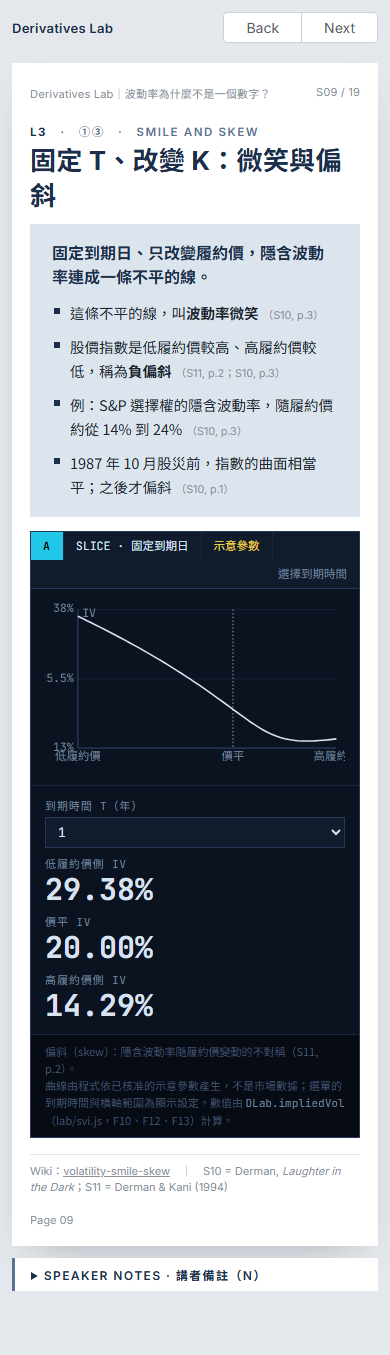 Derivatives Lab
Back
Next
Derivatives Lab | 波動率為什麼不是一個數字？
S09 / 19
L3 · ①③ · SMILE AND SKEW
固定 T、改變 K：微笑與偏
斜
固定到期日、只改變履約價，隱含波動
率連成一條不平的線。
這條不平的線，叫波動率微笑 （S10, p.3）
股價指數是低履約價較高、高履約價較
低，稱為負偏斜 （S11, p.2；S10, p.3）
例：S&P 選擇權的隱含波動率，隨履約價
約從 14% 到 24% （S10, p.3）
1987 年 10 月股災前，指數的曲面相當
平；之後才偏斜 （S10, p.1）
A
SLICE · 固定到期日
示意參數
選擇到期時間
38%
IV
5.5%
13%
低履約價
價平
高履約
到期時間 T（年）
1
低履約價側 IV
29.38%
價平 IV
20.00%
高履約價側 IV
14.29%
偏斜（skew）：隱含波動率隨履約價變動的不對稱（S11,
p.2）。
曲線由程式依已核准的示意參數產生，不是市場數據；選單的
到期時間與橫軸範圍為顯示設定。數值由 DLab.impliedVol
（lab/svi.js，F10、F12、F13）計算。
Wiki：volatility-smile-skew | S10 = Derman, Laughter in
the Dark；S11 = Derman & Kani (1994)
Page 09
▶ SPEAKER NOTES · 講者備註（N）